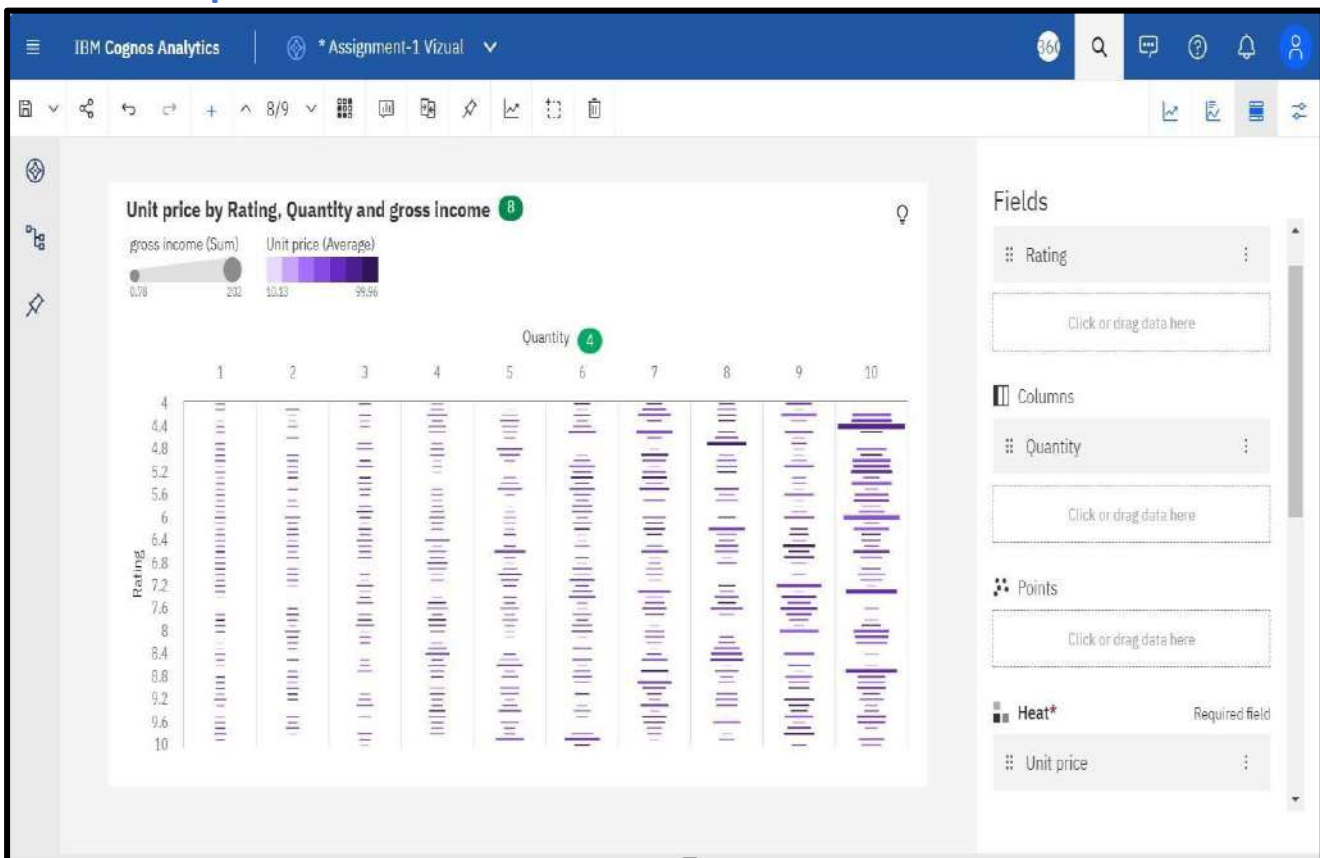 IBM Cognos Analytics
* Assignment-1 Vizual
360
8/9
Unit price by Rating, Quantity and gross income 8
gross income (Sum) Unit price (Average)
0.78 202 10.13 99.96
Quantity 4
1 2 3 4 5 6 7 8 9 10
Rating
4
4.4
4.8
5.2
5.6
6
6.4
6.8
7.2
7.6
8
8.4
8.8
9.2
9.6
10
Fields
Rating
Click or drag data here
Columns
Quantity
Click or drag data here
Points
Click or drag data here
Heat* Required field
Unit price